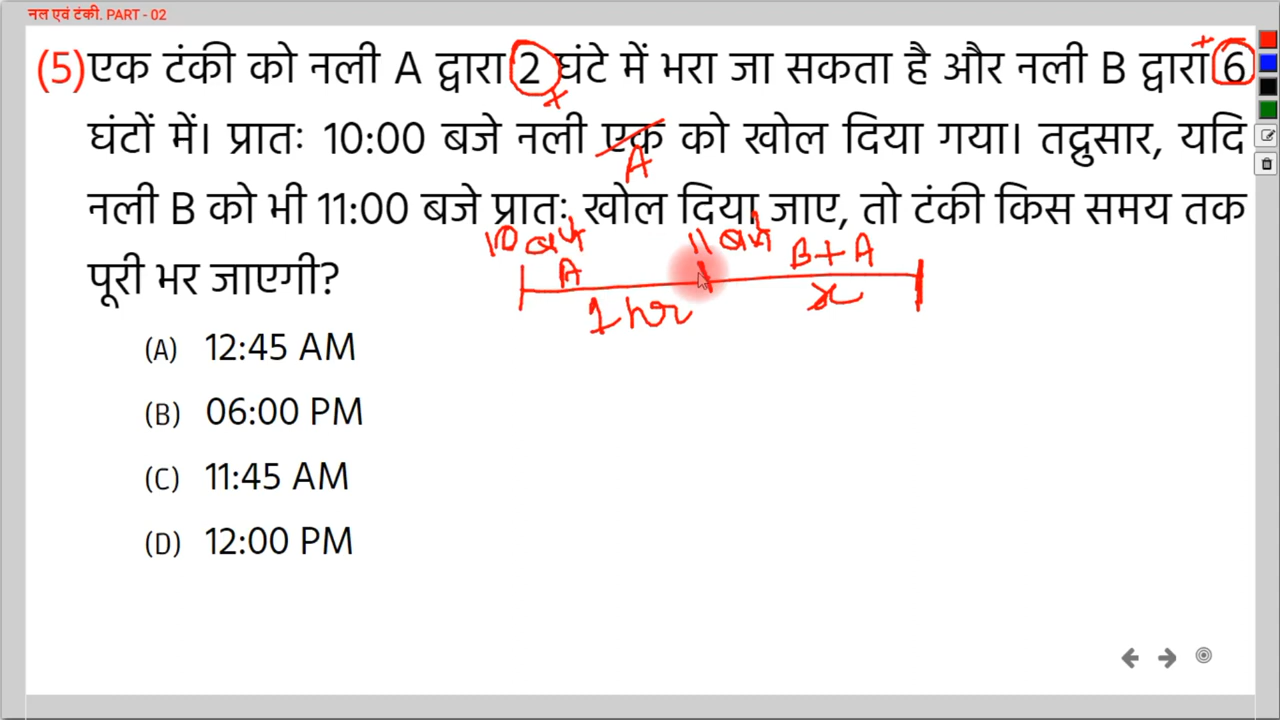 नल एवं टंकी. PART - 02
(5) एक टंकी को नली A द्वारा 2 घंटे में भरा जा सकता है और नली B द्वारा 6
घंटों में। प्रातः 10:00 बजे नली एक को खोल दिया गया। तद्नुसार, यदि
A
नली B को भी 11:00 बजे प्रातः खोल दिया जाए, तो टंकी किस समय तक
10 बजे 11 बजे B+A
पूरी भर जाएगी?
A
1 hr x
(A) 12:45 AM
(B) 06:00 PM
(C) 11:45 AM
(D) 12:00 PM